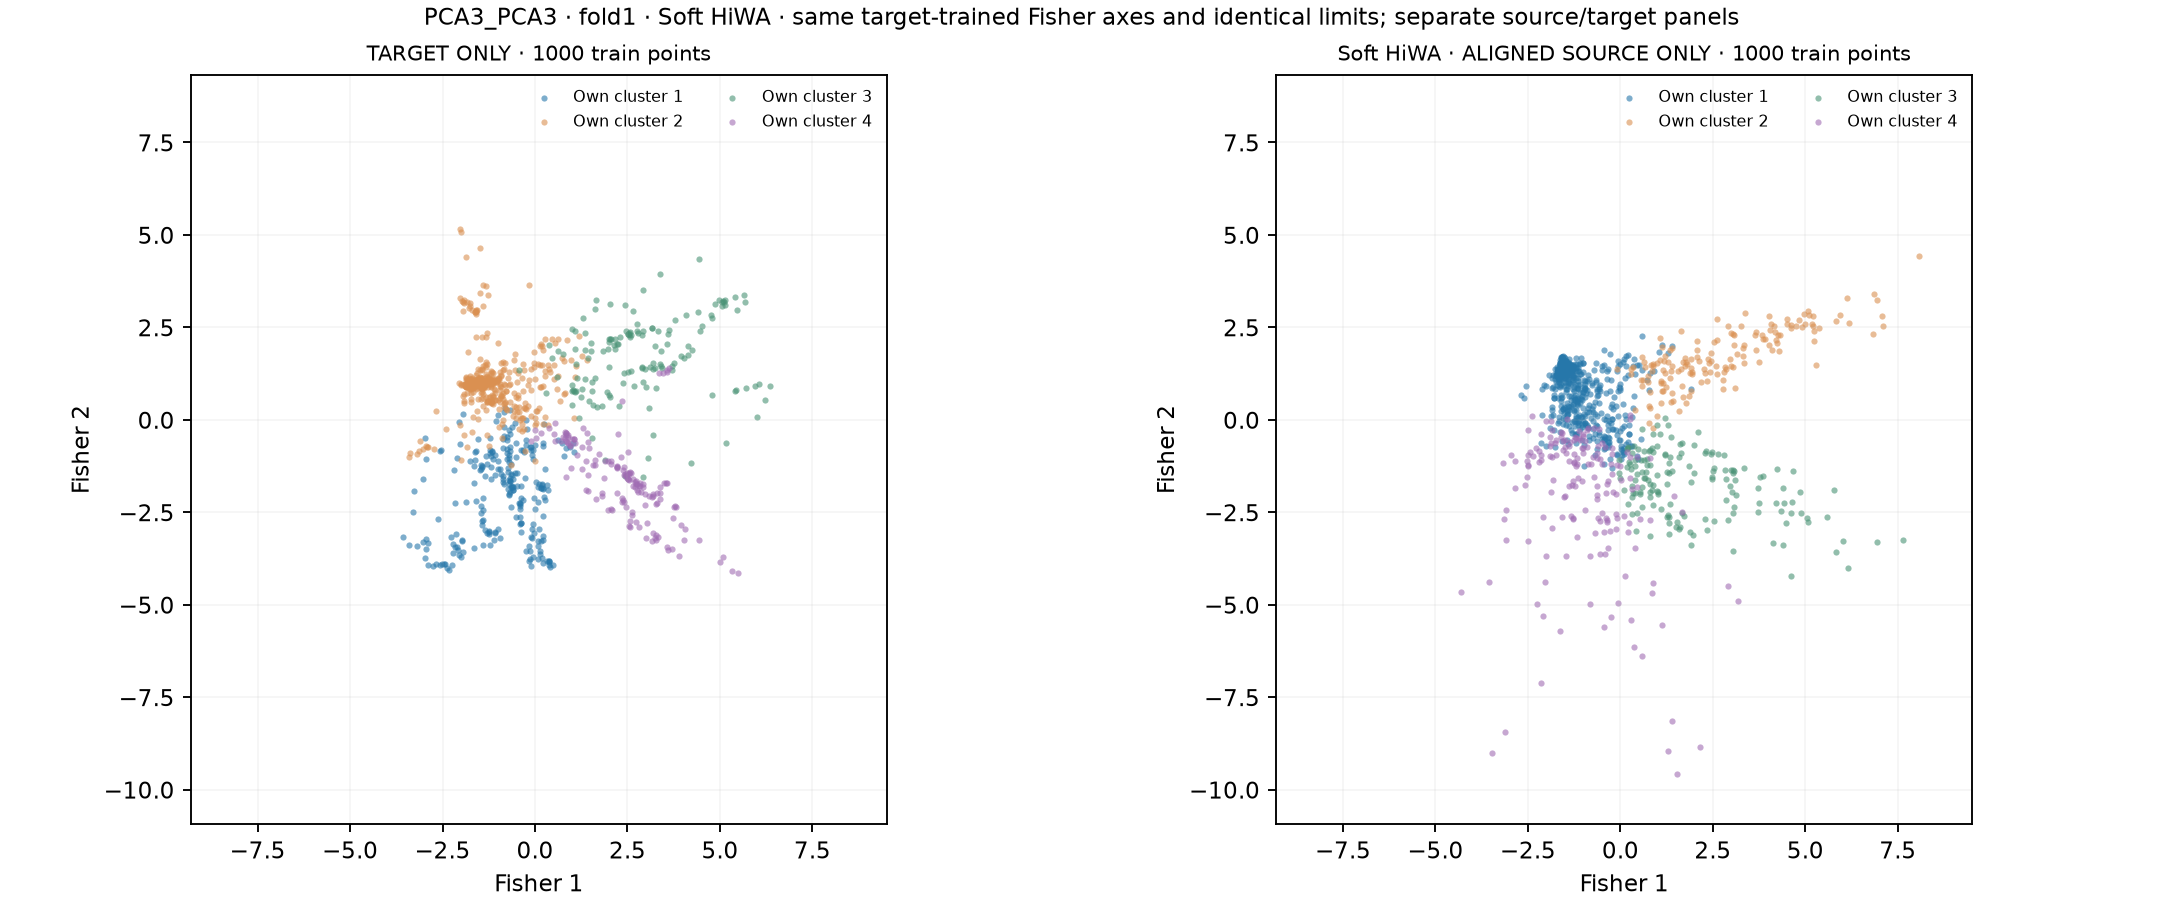 PCA3_PCA3 · fold1 · Soft HiWA · same target-trained Fisher axes and identical limits; separate source/target panels
TARGET ONLY · 1000 train points
Own cluster 1
Own cluster 2
Own cluster 3
Own cluster 4
7.5
5.0
2.5
0.0
−2.5
−5.0
−7.5
−10.0
Fisher 2
−7.5 −5.0 −2.5 0.0 2.5 5.0 7.5
Fisher 1
Soft HiWA · ALIGNED SOURCE ONLY · 1000 train points
Own cluster 1
Own cluster 2
Own cluster 3
Own cluster 4
7.5
5.0
2.5
0.0
−2.5
−5.0
−7.5
−10.0
Fisher 2
−7.5 −5.0 −2.5 0.0 2.5 5.0 7.5
Fisher 1